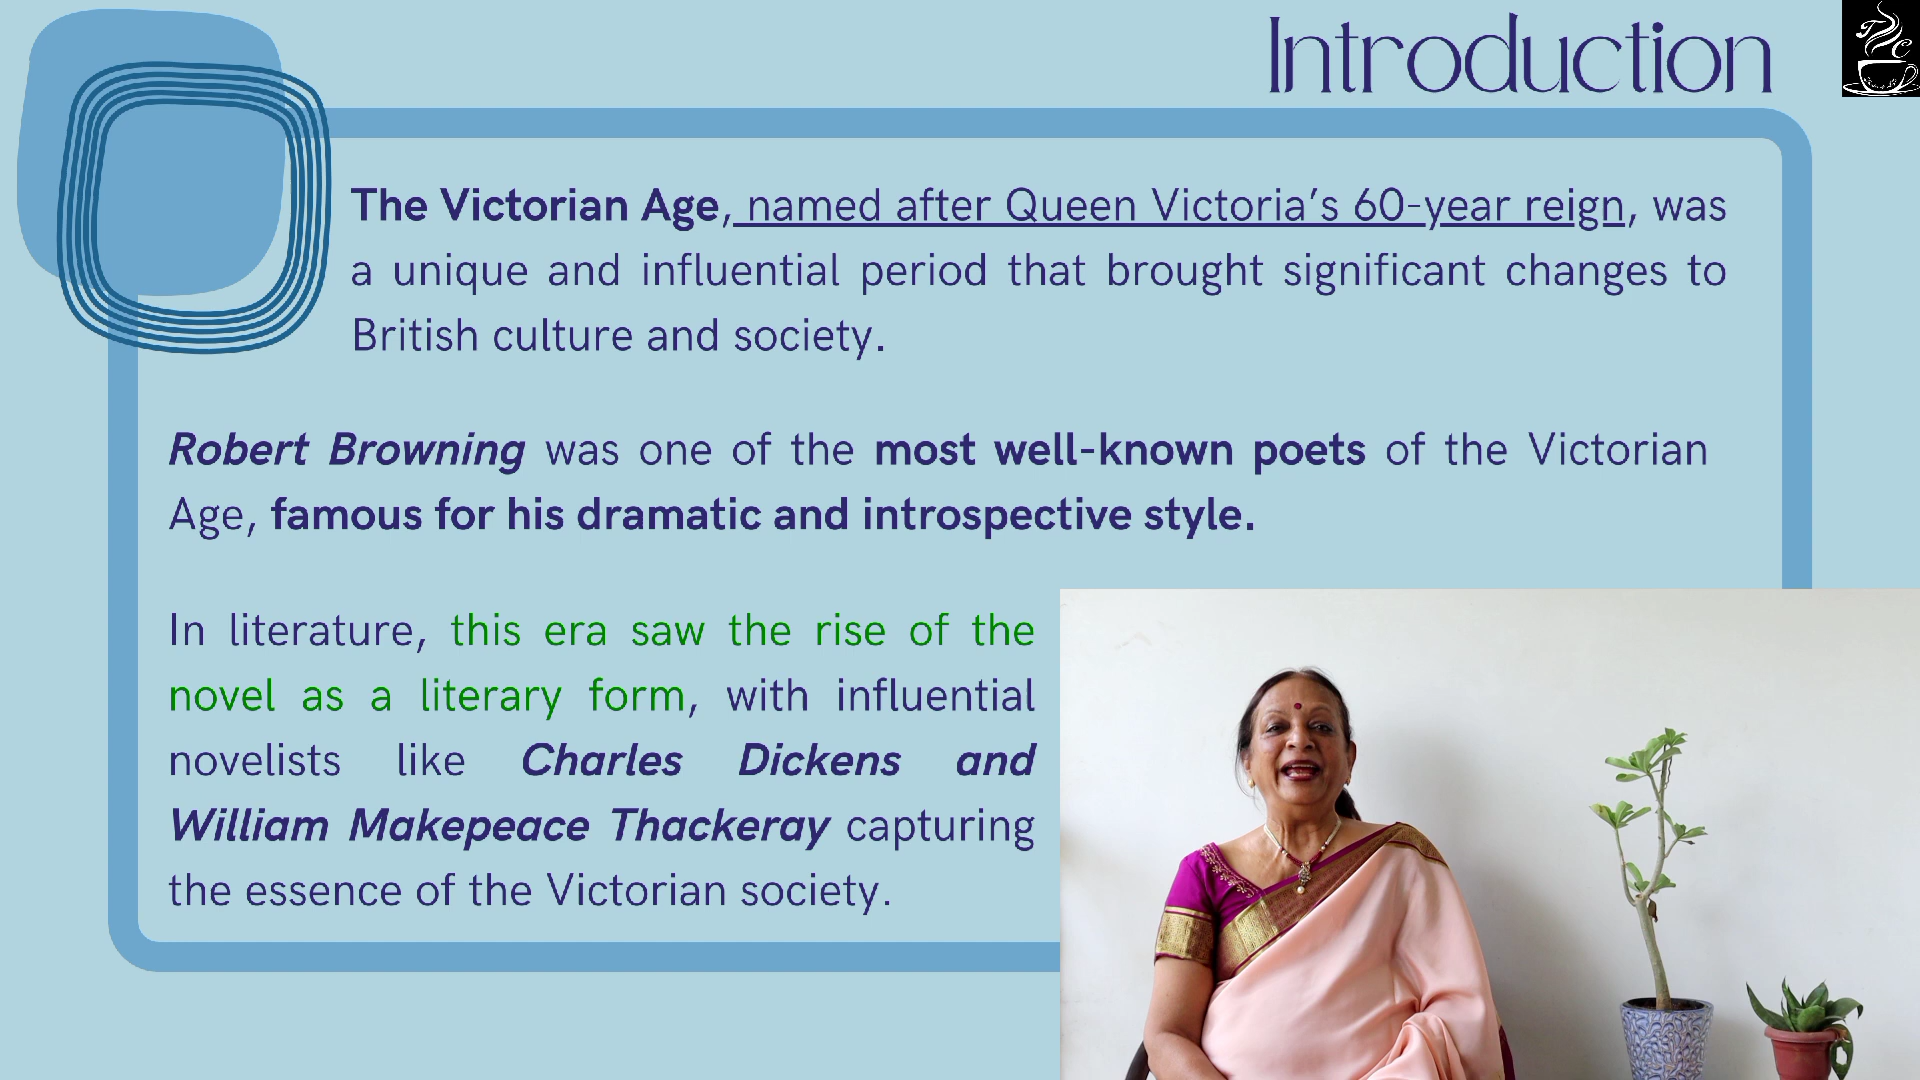 Introduction
The Victorian Age, named after Queen Victoria’s 60-year reign, was
a unique and influential period that brought significant changes to
British culture and society.
Robert Browning was one of the most well-known poets of the Victorian
Age, famous for his dramatic and introspective style.
In literature, this era saw the rise of the
novel as a literary form, with influential
novelists like Charles Dickens and
William Makepeace Thackeray capturing
the essence of the Victorian society.